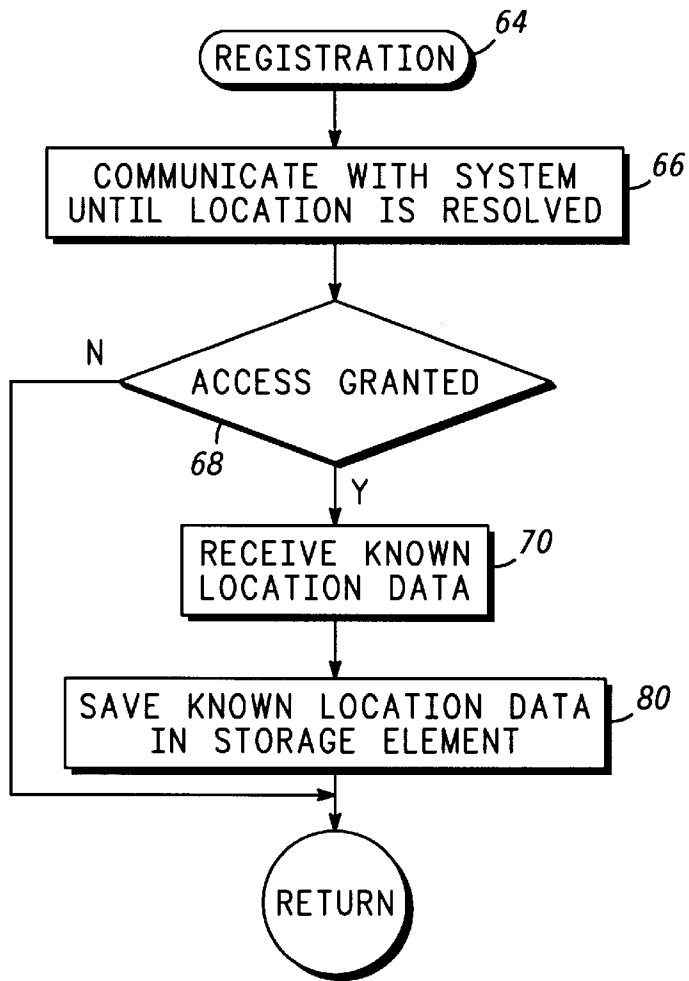 REGISTRATION
64
COMMUNICATE WITH SYSTEM
UNTIL LOCATION IS RESOLVED
66
N
ACCESS GRANTED
68
Y
RECEIVE KNOWN
LOCATION DATA
70
SAVE KNOWN LOCATION DATA
IN STORAGE ELEMENT
80
RETURN